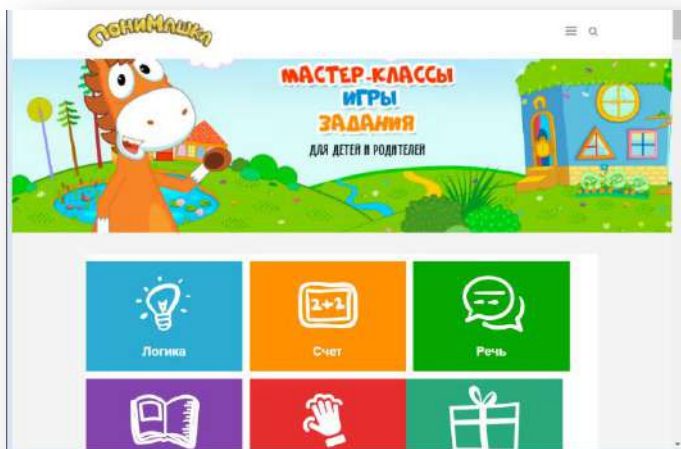 ПониМашка
МАСТЕР-КЛАССЫ
ИГРЫ
ЗАДАНИЯ
ДЛЯ ДЕТЕЙ И РОДИТЕЛЕЙ
2+2
Логика
Счет
Речь